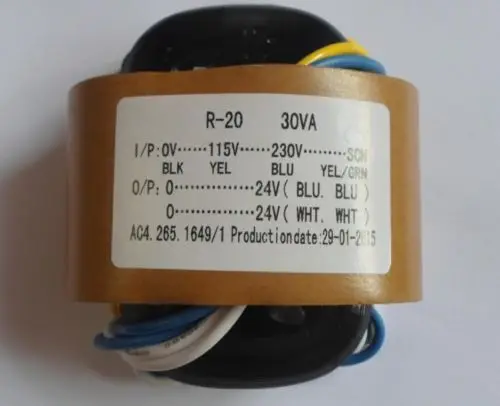 R-20 30VA
I/P:0V······115V······230V·········SCN
BLK YEL BLU YEL/GRN
O/P: 0···············24V( BLU. BLU )
0···············24V( WHT. WHT )
AC4.265.1649/1 Productiondate:29-01-2015